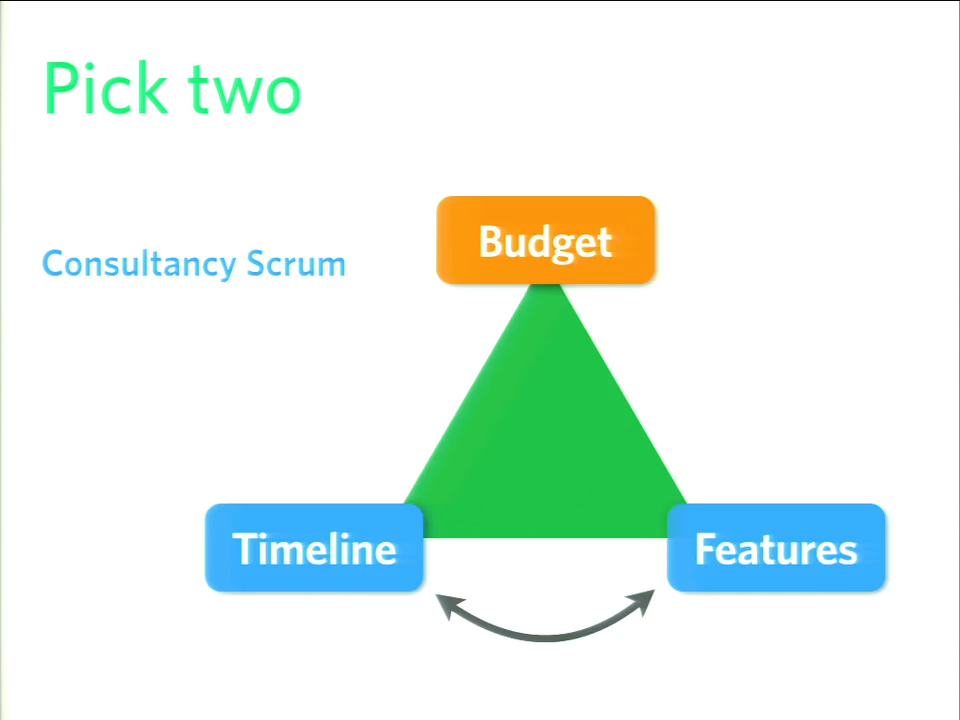 Pick two
Budget
Consultancy Scrum
Timeline
Features